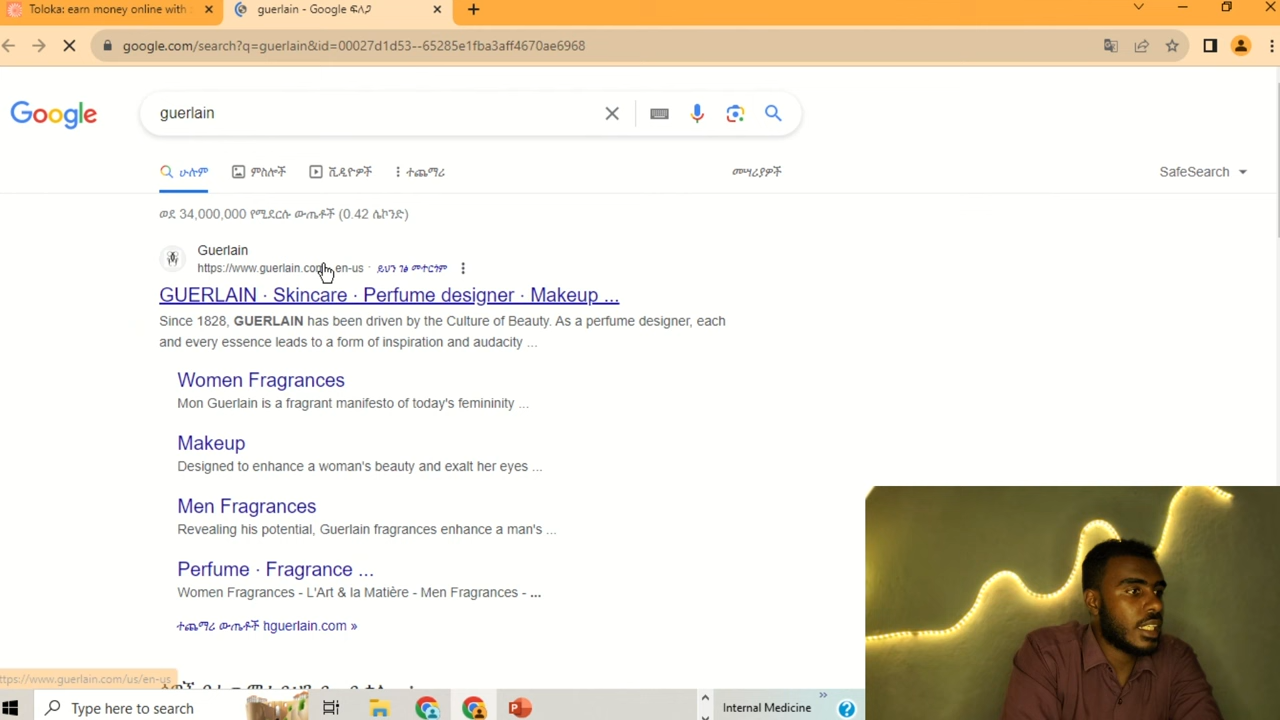 Toloka: earn money online with
guerlain - Google ፍለጋ
google.com/search?q=guerlain&id=00027d1d53--65285e1fba3aff4670ae6968
Google
guerlain
ሁሉም
ምስሎች
ቪዲዮዎች
ተጨማሪ
መሣሪያዎች
SafeSearch
ወደ 34,000,000 የሚደርሱ ውጤቶች (0.42 ሴኮንድ)
Guerlain
https://www.guerlain.com en-us · ይህን ገፅ መተርጎም
GUERLAIN · Skincare · Perfume designer · Makeup ...
Since 1828, GUERLAIN has been driven by the Culture of Beauty. As a perfume designer, each
and every essence leads to a form of inspiration and audacity ...
Women Fragrances
Mon Guerlain is a fragrant manifesto of today's femininity ...
Makeup
Designed to enhance a woman's beauty and exalt her eyes ...
Men Fragrances
Revealing his potential, Guerlain fragrances enhance a man's ...
Perfume · Fragrance ...
Women Fragrances - L'Art & la Matière - Men Fragrances - ...
ተጨማሪ ውጤቶች ከguerlain.com »
ttps://www.guerlain.com/us/en-us
Type here to search
Internal Medicine